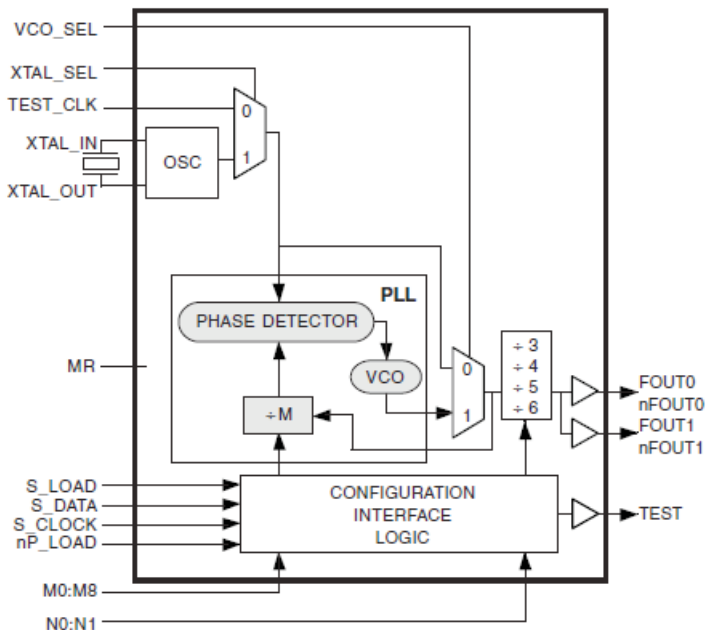 VCO_SEL
XTAL_SEL
TEST_CLK
0
XTAL_IN
OSC
1
XTAL_OUT
PLL
PHASE DETECTOR
MR
VCO
0
1
÷ 3
÷ 4
÷ 5
÷ 6
÷M
FOUT0
nFOUT0
FOUT1
nFOUT1
S_LOAD
S_DATA
S_CLOCK
nP_LOAD
CONFIGURATION
INTERFACE
LOGIC
TEST
M0:M8
N0:N1